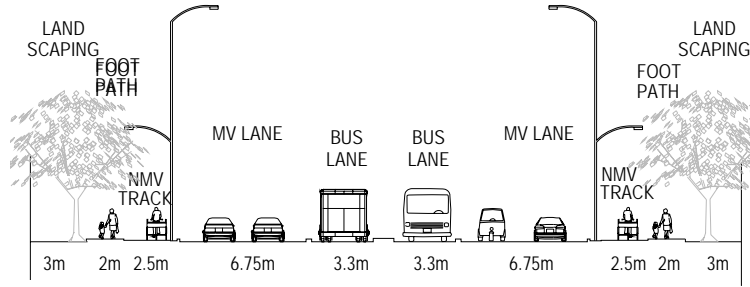 LAND
SCAPING
FOOT
PATH
NMV
TRACK
MV LANE
BUS
LANE
BUS
LANE
MV LANE
NMV
TRACK
FOOT
PATH
LAND
SCAPING
3m 2m 2.5m 6.75m 3.3m 3.3m 6.75m 2.5m 2m 3m